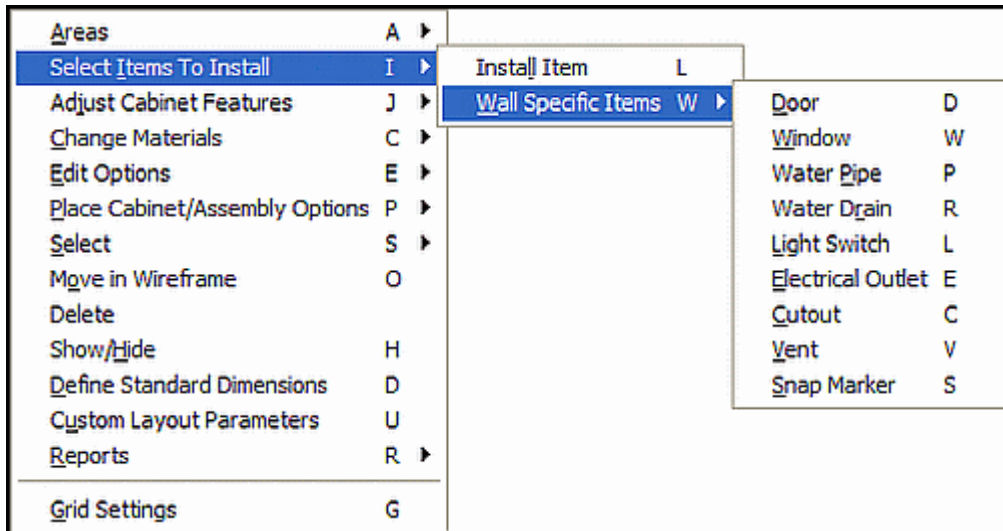 Areas A
Select Items To Install I
Adjust Cabinet Features J
Change Materials C
Edit Options E
Place Cabinet/Assembly Options P
Select S
Move in Wireframe O
Delete
Show/Hide H
Define Standard Dimensions D
Custom Layout Parameters U
Reports R
Grid Settings G
Install Item L
Wall Specific Items W
Door D
Window W
Water Pipe P
Water Drain R
Light Switch L
Electrical Outlet E
Cutout C
Vent V
Snap Marker S